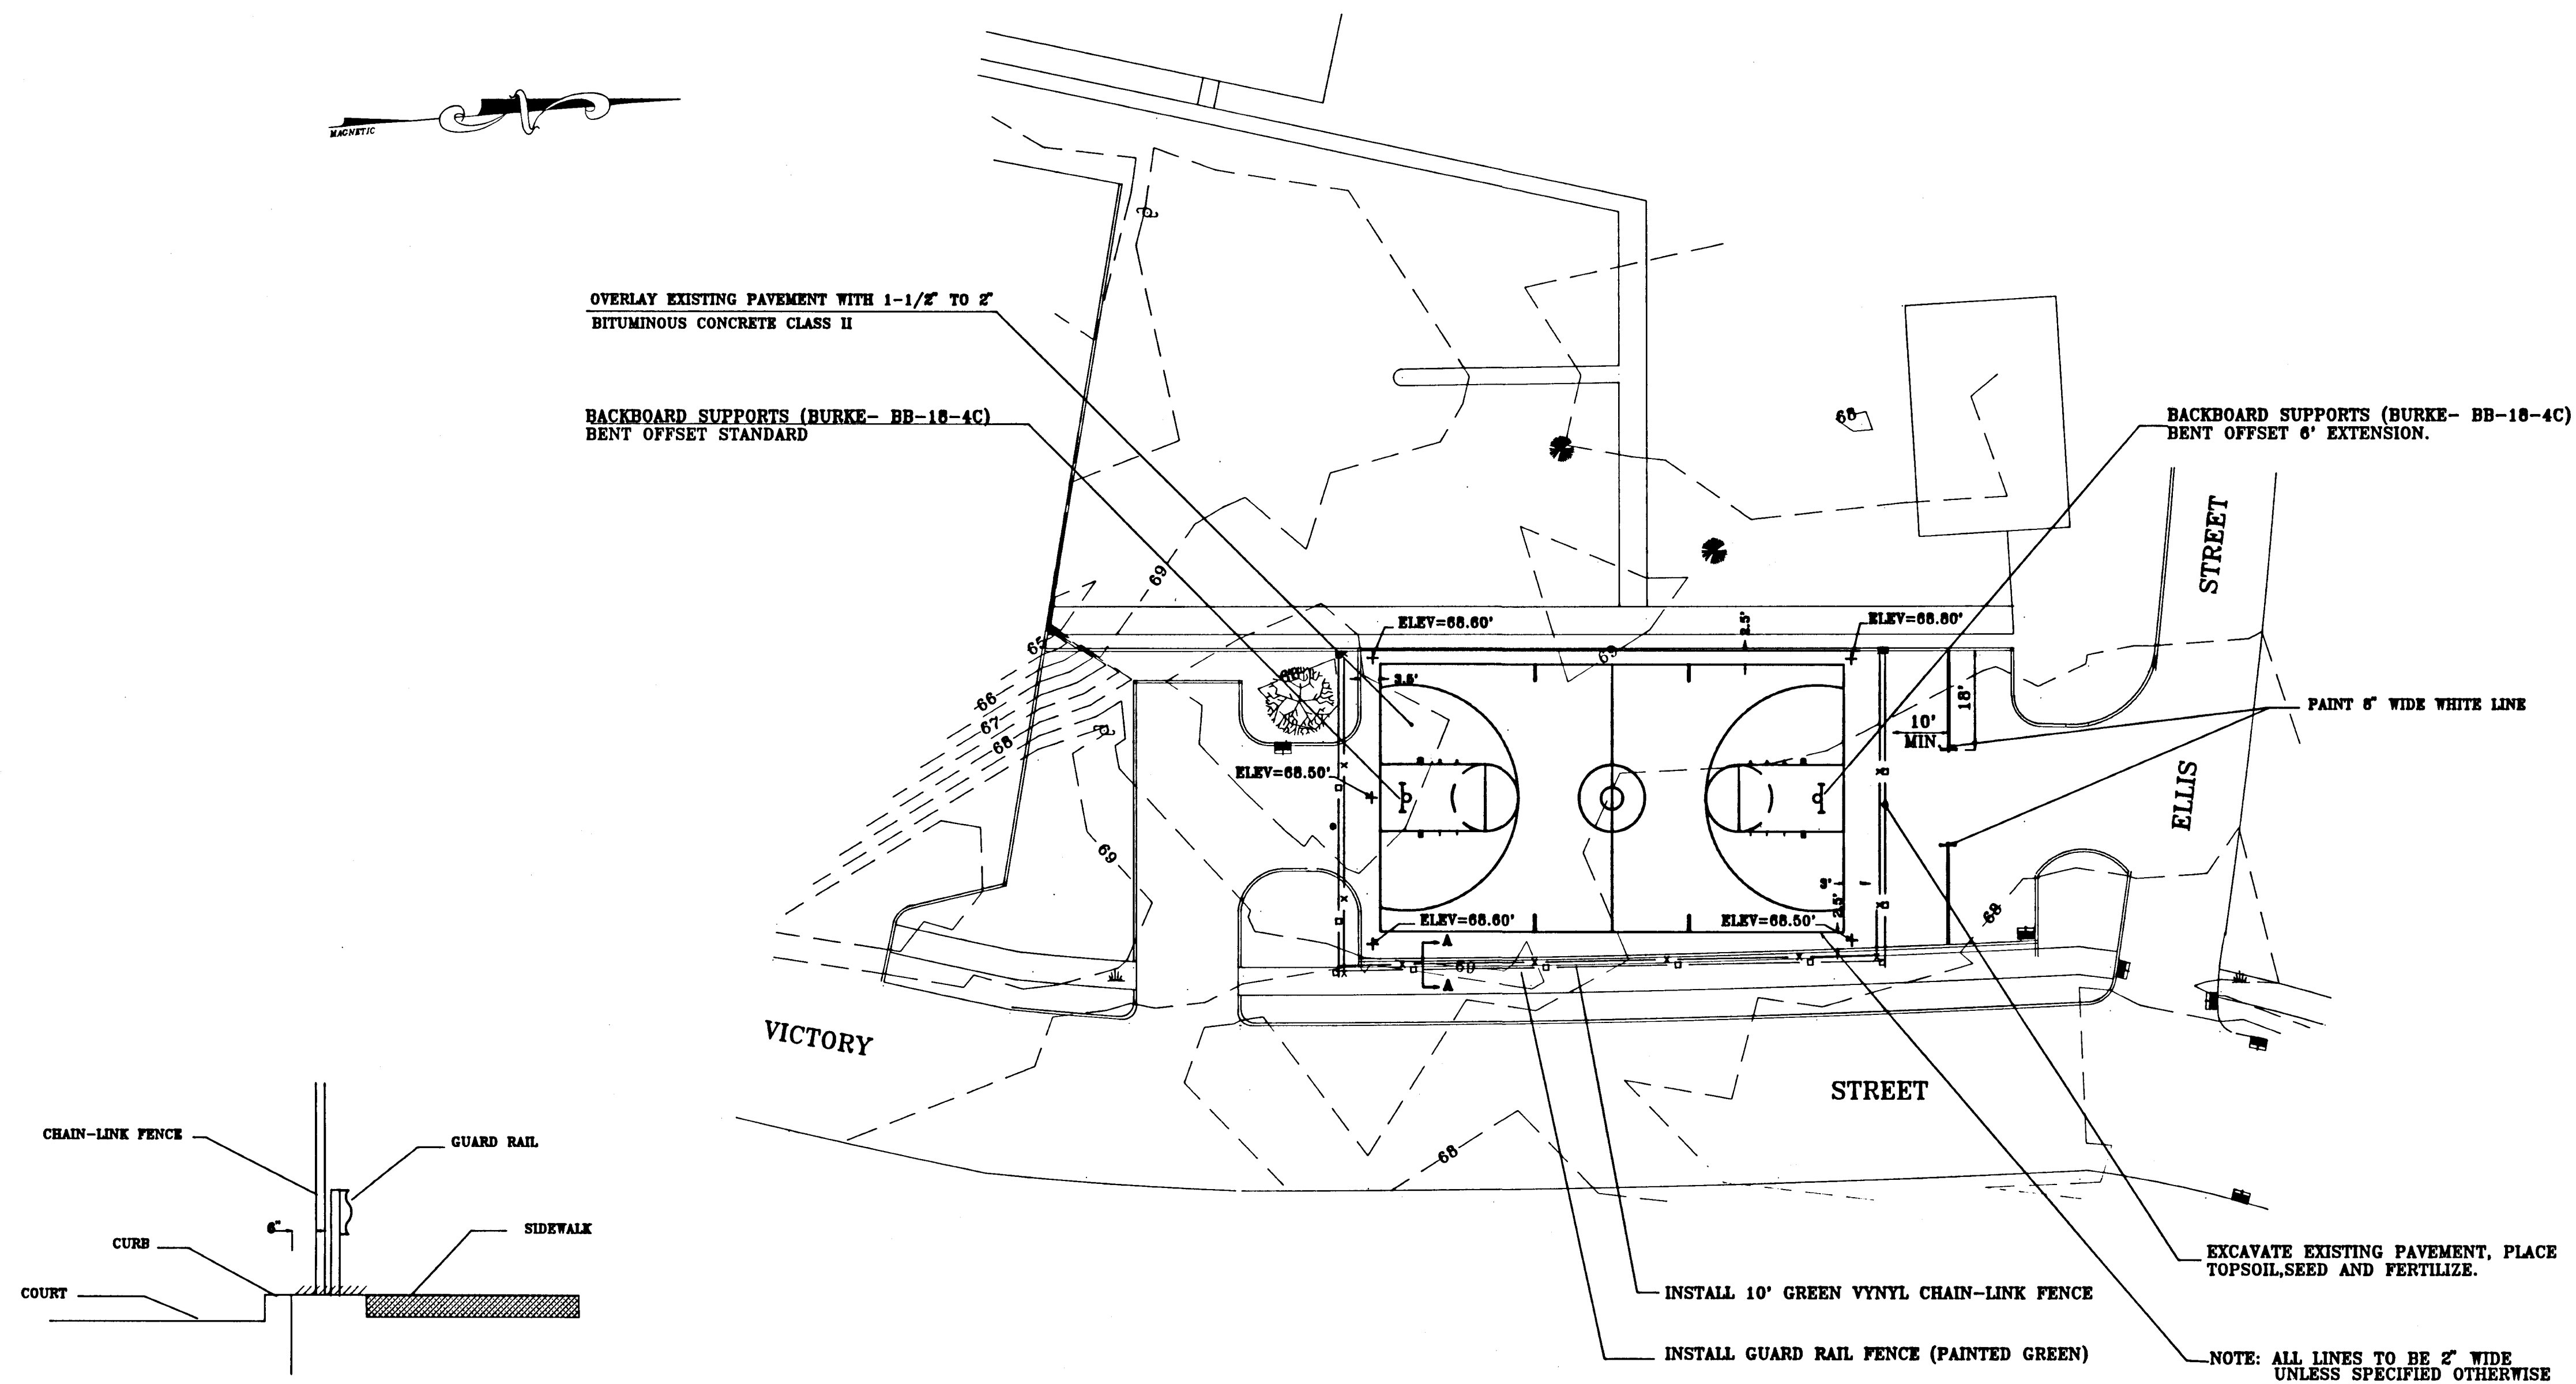 MAGNETIC
OVERLAY EXISTING PAVEMENT WITH 1-1/2" TO 2"
BITUMINOUS CONCRETE CLASS II
BACKBOARD SUPPORTS (BURKE- BB-18-4C)
BENT OFFSET STANDARD
BACKBOARD SUPPORTS (BURKE- BB-18-4C)
BENT OFFSET 6' EXTENSION.
68
STREET
ELLIS
69
ELEV=68.60'
2.5'
ELEV=68.80'
65
69
66
67
68
3.5'
18'
10'
MIN
PAINT 8" WIDE WHITE LINE
ELEV=68.50'
69
3'
2.5'
ELEV=68.60'
ELEV=68.50'
68
A
69
A
VICTORY
STREET
68
CHAIN-LINK FENCE
GUARD RAIL
6"
CURB
SIDEWALK
COURT
EXCAVATE EXISTING PAVEMENT, PLACE
TOPSOIL,SEED AND FERTILIZE.
INSTALL 10' GREEN VYNYL CHAIN-LINK FENCE
INSTALL GUARD RAIL FENCE (PAINTED GREEN)
NOTE: ALL LINES TO BE 2" WIDE
UNLESS SPECIFIED OTHERWISE